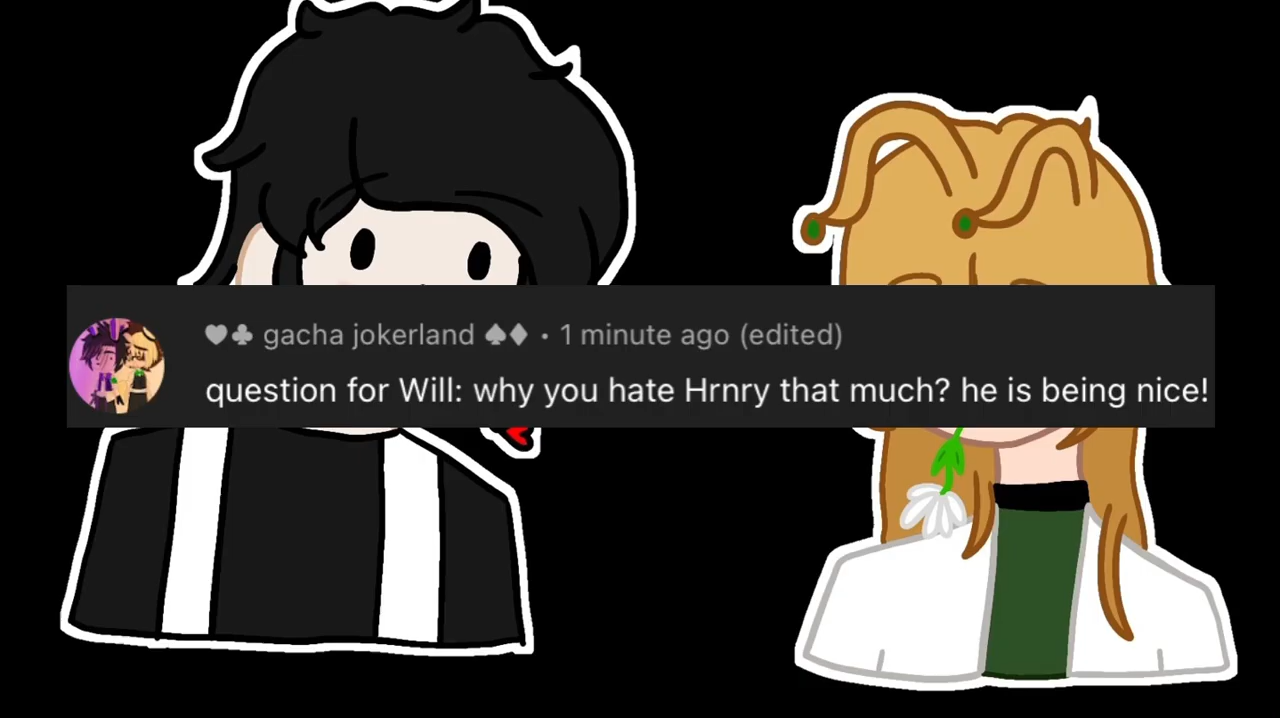 ♥♣ gacha jokerland ♠♦ • 1 minute ago (edited)
question for Will: why you hate Hrnry that much? he is being nice!